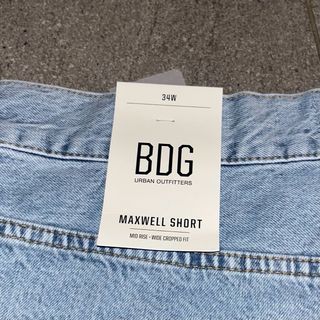 34W
BDG
URBAN OUTFITTERS
MAXWELL SHORT
MID RISE - WIDE CROPPED FIT